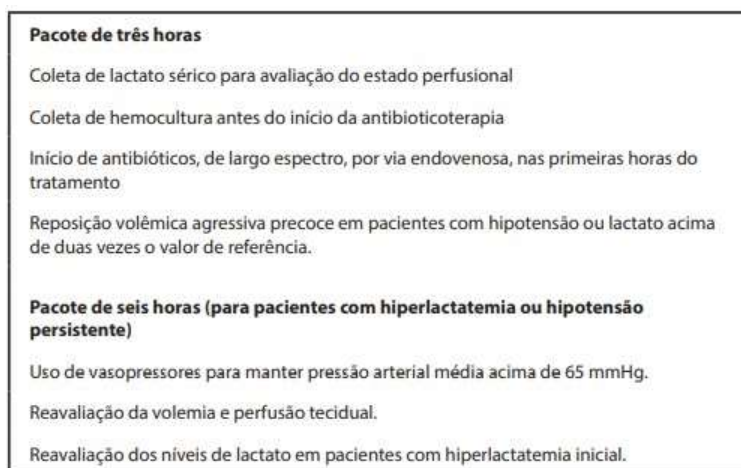 Pacote de três horas
Coleta de lactato sérico para avaliação do estado perfusional
Coleta de hemocultura antes do início da antibioticoterapia
Início de antibióticos, de largo espectro, por via endovenosa, nas primeiras horas do
tratamento
Reposição volêmica agressiva precoce em pacientes com hipotensão ou lactato acima
de duas vezes o valor de referência.
Pacote de seis horas (para pacientes com hiperlactatemia ou hipotensão
persistente)
Uso de vasopressores para manter pressão arterial média acima de 65 mmHg.
Reavaliação da volemia e perfusão tecidual.
Reavaliação dos níveis de lactato em pacientes com hiperlactatemia inicial.